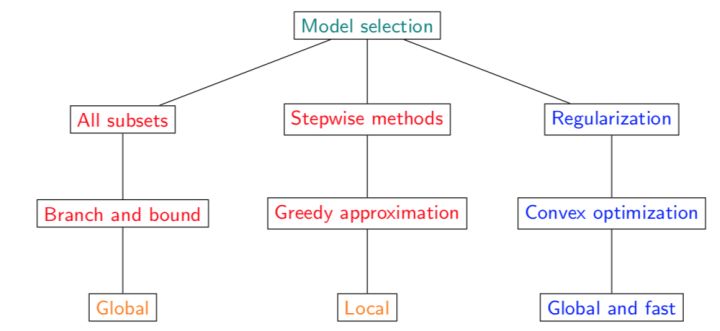 Model selection
All subsets
Stepwise methods
Regularization
Branch and bound
Greedy approximation
Convex optimization
Global
Local
Global and fast